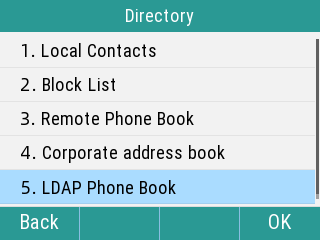 Directory
1. Local Contacts
2. Block List
3. Remote Phone Book
4. Corporate address book
5. LDAP Phone Book
Back OK